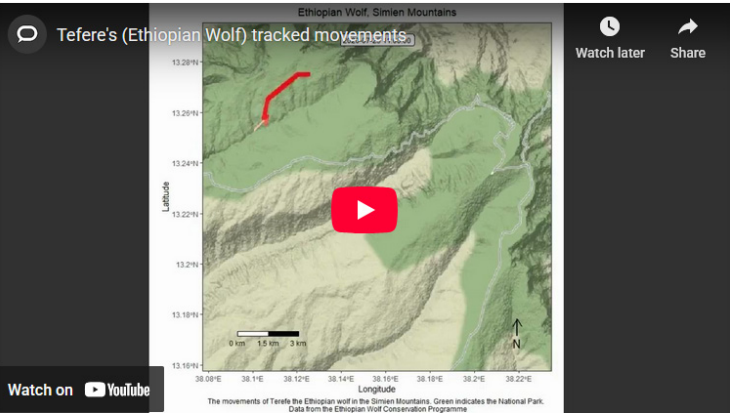 Ethiopian Wolf, Simien Mountains
Tefere's (Ethiopian Wolf) tracked movements
Watch later
Share
13.28°N
13.26°N
13.24°N
13.22°N
13.2°N
13.18°N
13.16°N
Latitude
0 km 1.5 km 3 km
N
38.08°E 38.1°E 38.12°E 38.14°E 38.16°E 38.18°E 38.2°E 38.22°E
Longitude
The movements of Terefe the Ethiopian wolf in the Simien Mountains. Green indicates the National Park.
Data from the Ethiopian Wolf Conservation Programme
Watch on YouTube